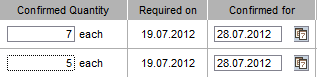 Confirmed Quantity Required on Confirmed for
7 each 19.07.2012 28.07.2012
5 each 19.07.2012 28.07.2012